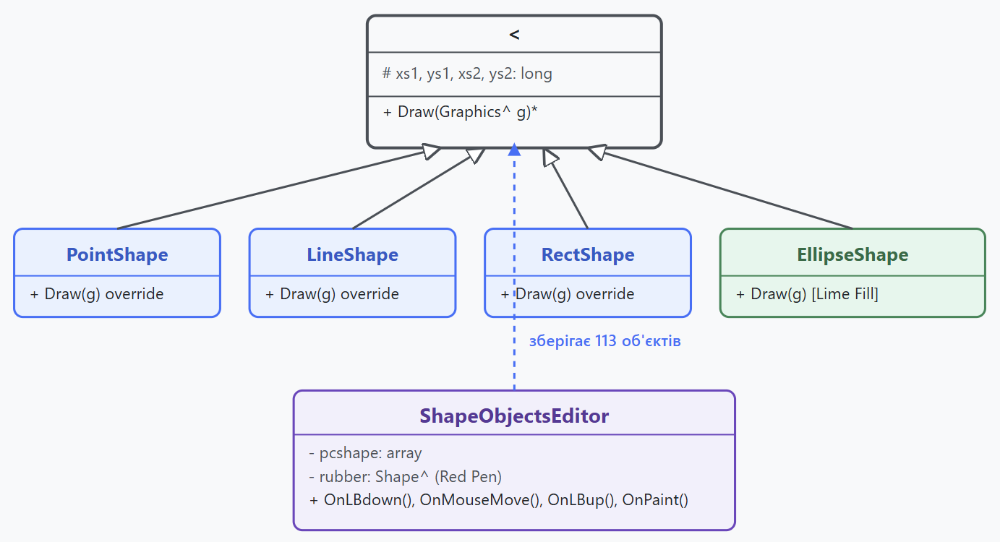 <
# xs1, ys1, xs2, ys2: long
+ Draw(Graphics^ g)*
PointShape
+ Draw(g) override
LineShape
+ Draw(g) override
RectShape
+ Draw(g) override
EllipseShape
+ Draw(g) [Lime Fill]
зберігає 113 об'єктів
ShapeObjectsEditor
- pcshape: array
- rubber: Shape^ (Red Pen)
+ OnLBdown(), OnMouseMove(), OnLBup(), OnPaint()